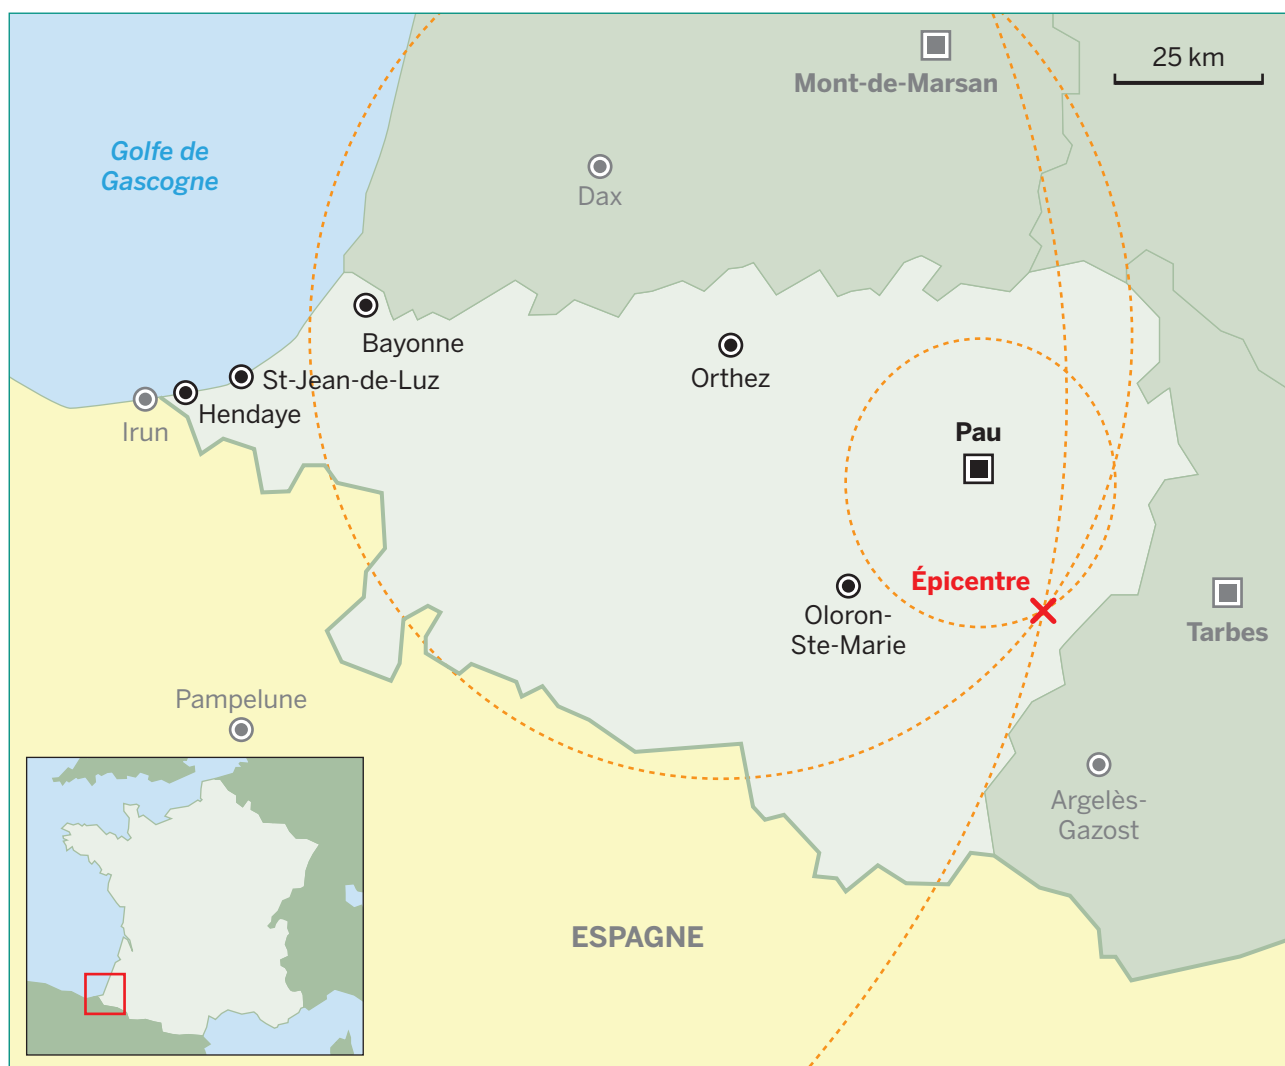 25 km
Mont-de-Marsan
Golfe de
Gascogne
Dax
Bayonne
St-Jean-de-Luz
Hendaye
Irun
Orthez
Pau
Épicentre
Oloron-
Ste-Marie
Tarbes
Pampelune
Argelès-
Gazost
ESPAGNE